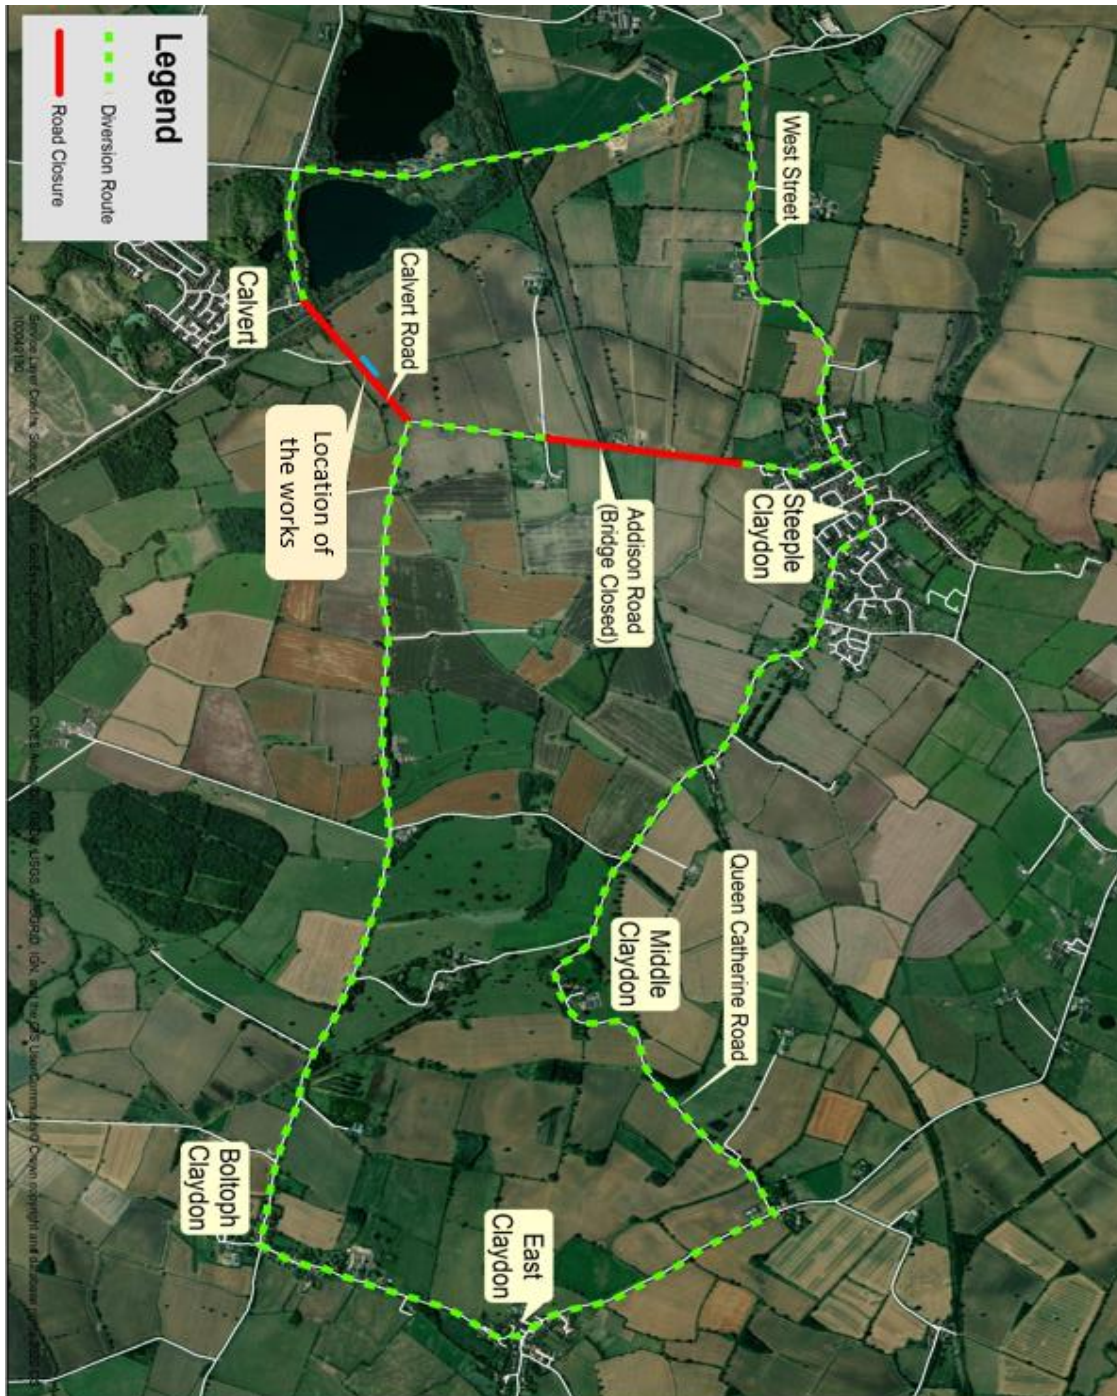 Legend
Diversion Route
Road Closure
West Street
Calvert
Calvert Road
Location of
the works
Addison Road
(Bridge Closed)
Steeple
Claydon
Queen Catherine Road
Middle
Claydon
Boltoph
Claydon
East
Claydon